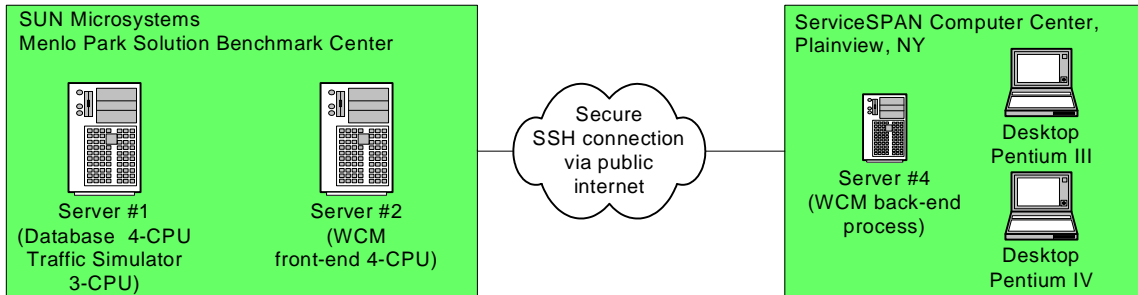 SUN Microsystems
Menlo Park Solution Benchmark Center
Server #1
(Database 4-CPU
Traffic Simulator
3-CPU)
Server #2
(WCM
front-end 4-CPU)
Secure
SSH connection
via public
internet
ServiceSPAN Computer Center,
Plainview, NY
Server #4
(WCM back-end
process)
Desktop
Pentium III
Desktop
Pentium IV